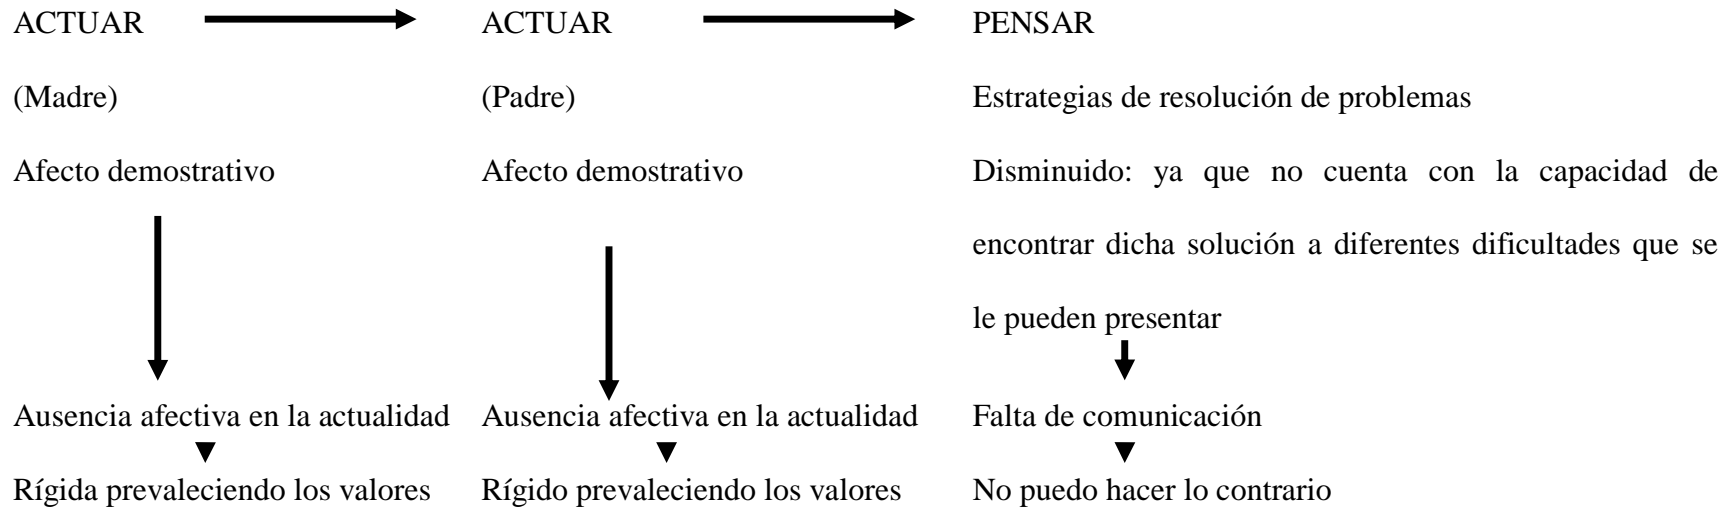 ACTUAR
(Madre)
Afecto demostrativo
Ausencia afectiva en la actualidad
Rígida prevaleciendo los valores
ACTUAR
(Padre)
Afecto demostrativo
Ausencia afectiva en la actualidad
Rígido prevaleciendo los valores
PENSAR
Estrategias de resolución de problemas
Disminuido: ya que no cuenta con la capacidad de
encontrar dicha solución a diferentes dificultades que se
le pueden presentar
Falta de comunicación
No puedo hacer lo contrario